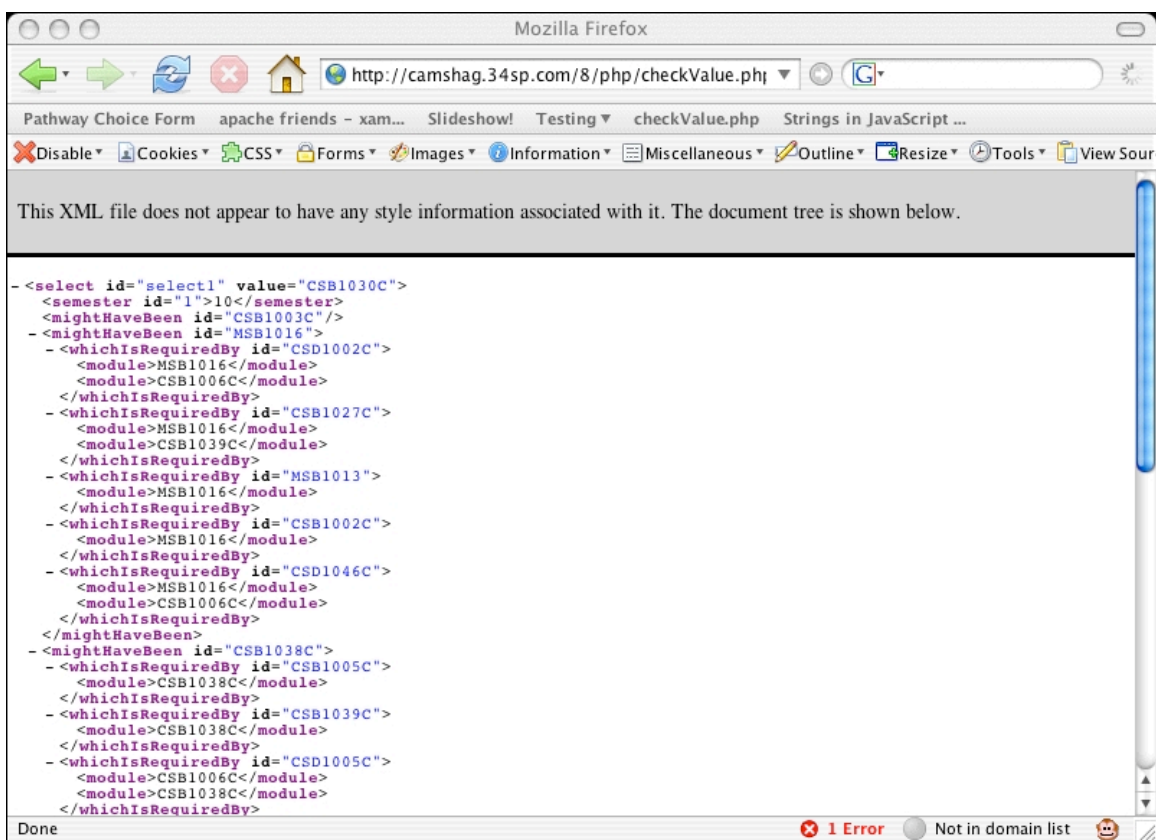 Mozilla Firefox
http://camshag.34sp.com/8/php/checkValue.php
G
Pathway Choice Form apache friends – xam... Slideshow! Testing ▾ checkValue.php Strings in JavaScript ...
Disable Cookies CSS Forms Images Information Miscellaneous Outline Resize Tools View Sour
This XML file does not appear to have any style information associated with it. The document tree is shown below.
- <select id="select1" value="CSB1030C">
<semester id="1">10</semester>
<mightHaveBeen id="CSB1003C"/>
- <mightHaveBeen id="MSB1016">
- <whichIsRequiredBy id="CSD1002C">
<module>MSB1016</module>
<module>CSB1006C</module>
</whichIsRequiredBy>
- <whichIsRequiredBy id="CSB1027C">
<module>MSB1016</module>
<module>CSB1039C</module>
</whichIsRequiredBy>
- <whichIsRequiredBy id="MSB1013">
<module>MSB1016</module>
</whichIsRequiredBy>
- <whichIsRequiredBy id="CSB1002C">
<module>MSB1016</module>
</whichIsRequiredBy>
- <whichIsRequiredBy id="CSD1046C">
<module>MSB1016</module>
<module>CSB1006C</module>
</whichIsRequiredBy>
</mightHaveBeen>
- <mightHaveBeen id="CSB1038C">
- <whichIsRequiredBy id="CSB1005C">
<module>CSB1038C</module>
</whichIsRequiredBy>
- <whichIsRequiredBy id="CSB1039C">
<module>CSB1038C</module>
</whichIsRequiredBy>
- <whichIsRequiredBy id="CSD1005C">
<module>CSB1006C</module>
<module>CSB1038C</module>
</whichIsRequiredBy>
Done 1 Error Not in domain list